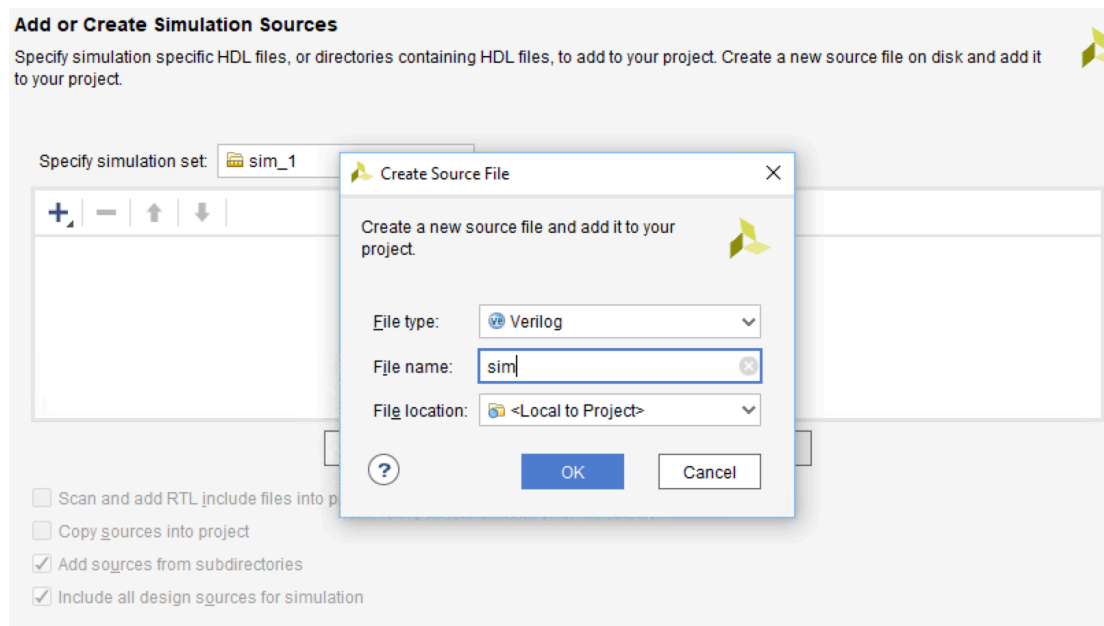 Add or Create Simulation Sources
Specify simulation specific HDL files, or directories containing HDL files, to add to your project. Create a new source file on disk and add it
to your project.
Specify simulation set: sim_1
Create Source File
Create a new source file and add it to your
project.
File type: Verilog
File name: sim
File location: <Local to Project>
? OK Cancel
Scan and add RTL include files into p
Copy sources into project
Add sources from subdirectories
Include all design sources for simulation